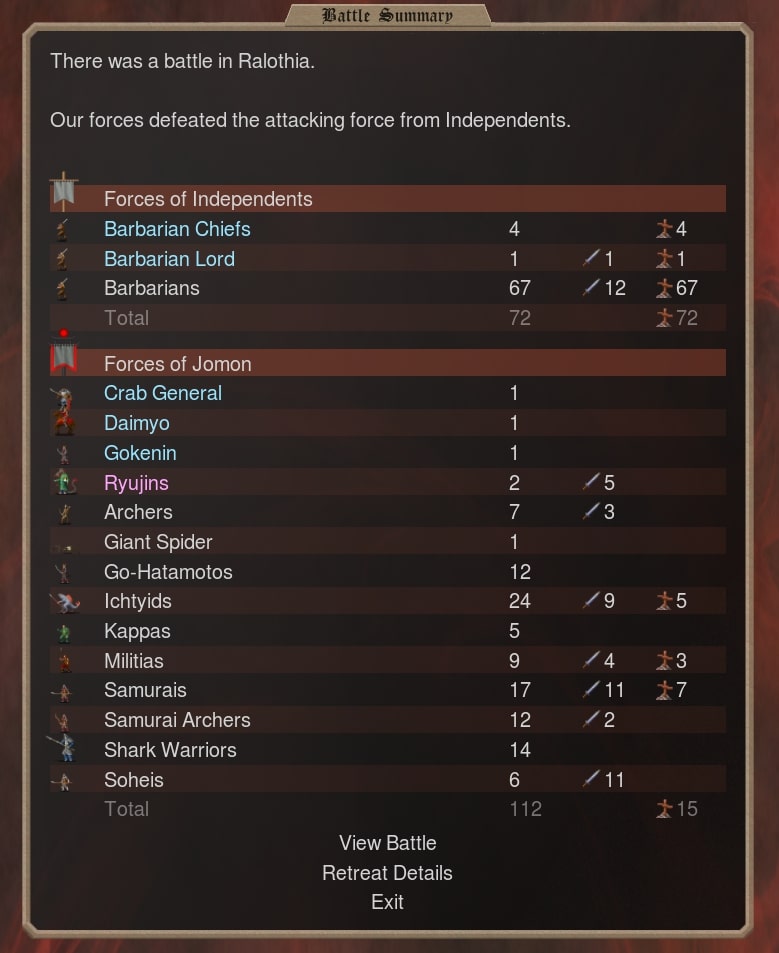 Battle Summary
There was a battle in Ralothia.
Our forces defeated the attacking force from Independents.
Forces of Independents
Barbarian Chiefs 4 4
Barbarian Lord 1 1 1
Barbarians 67 12 67
Total 72 72
Forces of Jomon
Crab General 1
Daimyo 1
Gokenin 1
Ryujins 2 5
Archers 7 3
Giant Spider 1
Go-Hatamotos 12
Ichtyids 24 9 5
Kappas 5
Militias 9 4 3
Samurais 17 11 7
Samurai Archers 12 2
Shark Warriors 14
Soheis 6 11
Total 112 15
View Battle
Retreat Details
Exit